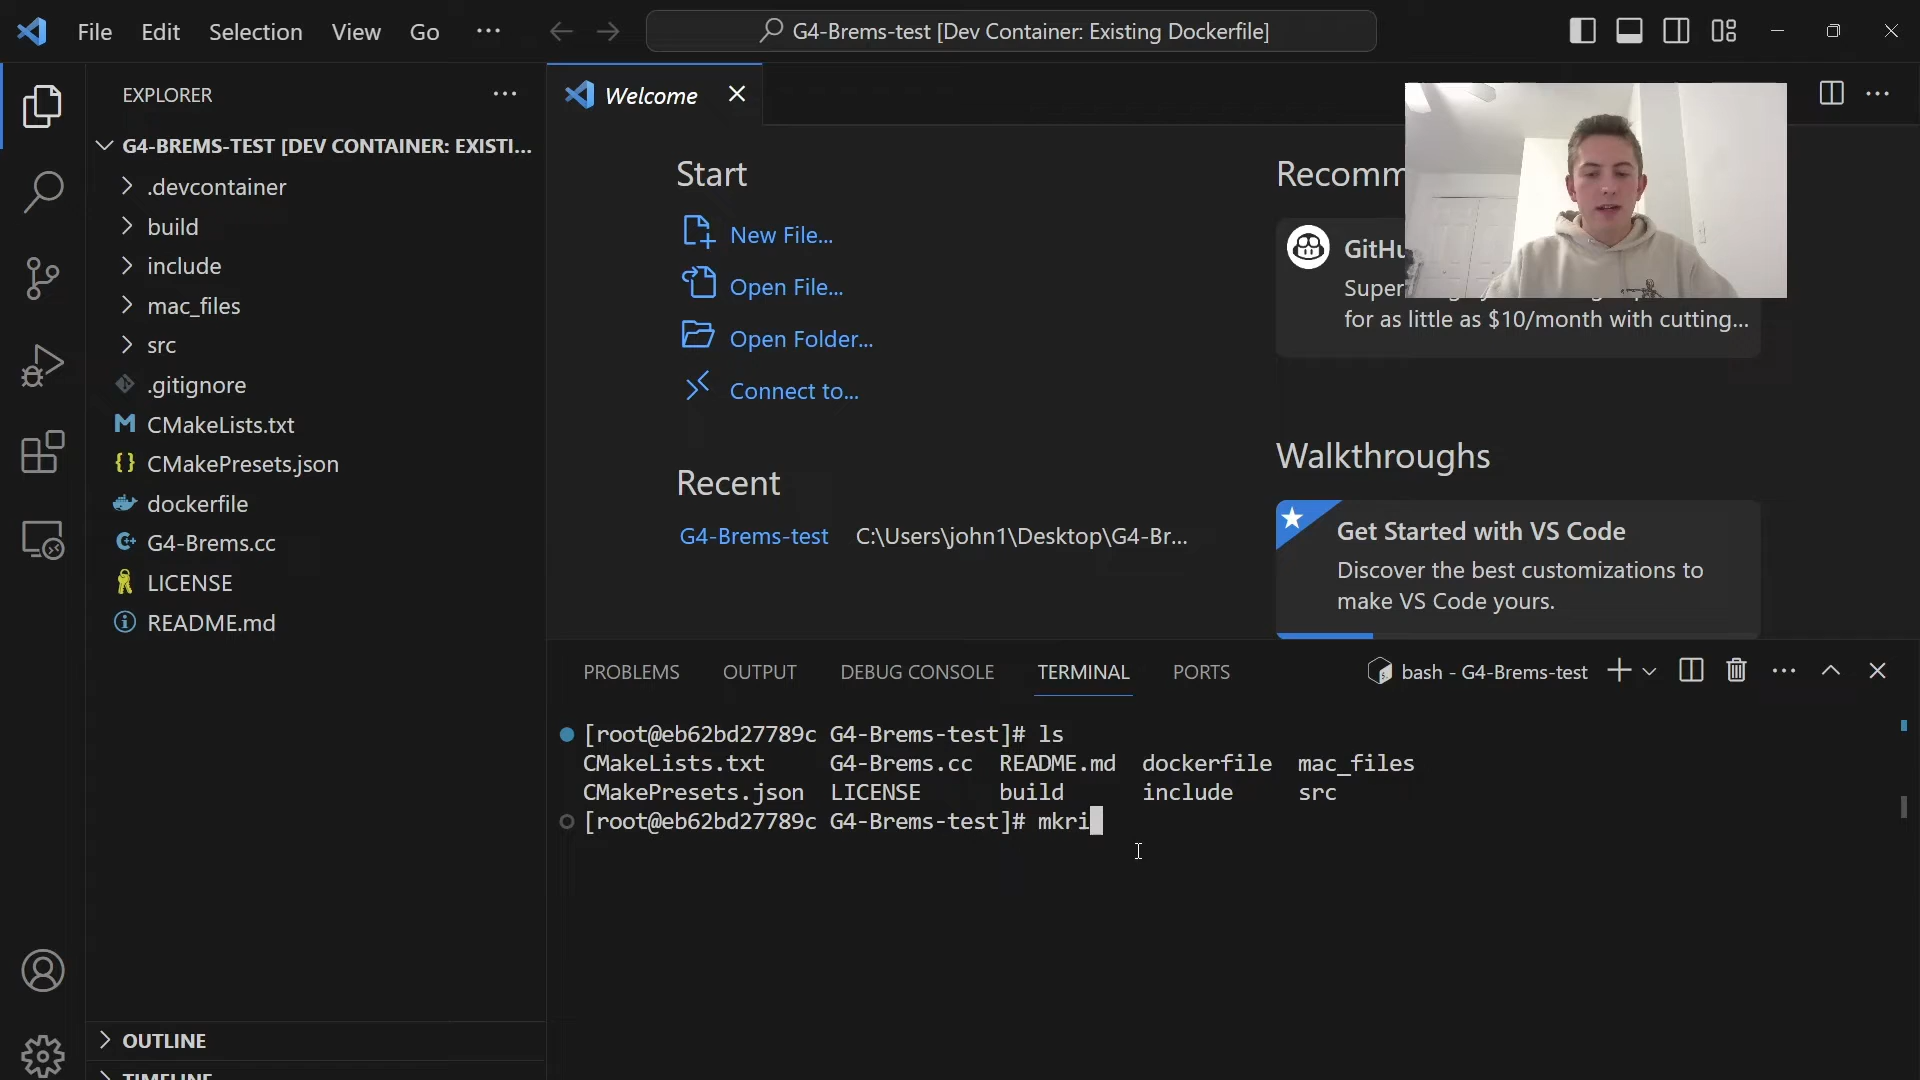 File Edit Selection View Go
G4-Brems-test [Dev Container: Existing Dockerfile]
EXPLORER
G4-BREMS-TEST [DEV CONTAINER: EXISTI...
.devcontainer
build
include
mac_files
src
.gitignore
CMakeLists.txt
CMakePresets.json
dockerfile
G4-Brems.cc
LICENSE
README.md
OUTLINE
TIMELINE
Welcome
Start
New File...
Open File...
Open Folder...
Connect to...
Recent
G4-Brems-test C:\Users\john1\Desktop\G4-Br...
Recomm
GitHu
Super
for as little as $10/month with cutting...
Walkthroughs
Get Started with VS Code
Discover the best customizations to
make VS Code yours.
PROBLEMS OUTPUT DEBUG CONSOLE TERMINAL PORTS
bash - G4-Brems-test
[root@eb62bd27789c G4-Brems-test]# ls
CMakeLists.txt G4-Brems.cc README.md dockerfile mac_files
CMakePresets.json LICENSE build include src
[root@eb62bd27789c G4-Brems-test]# mkri